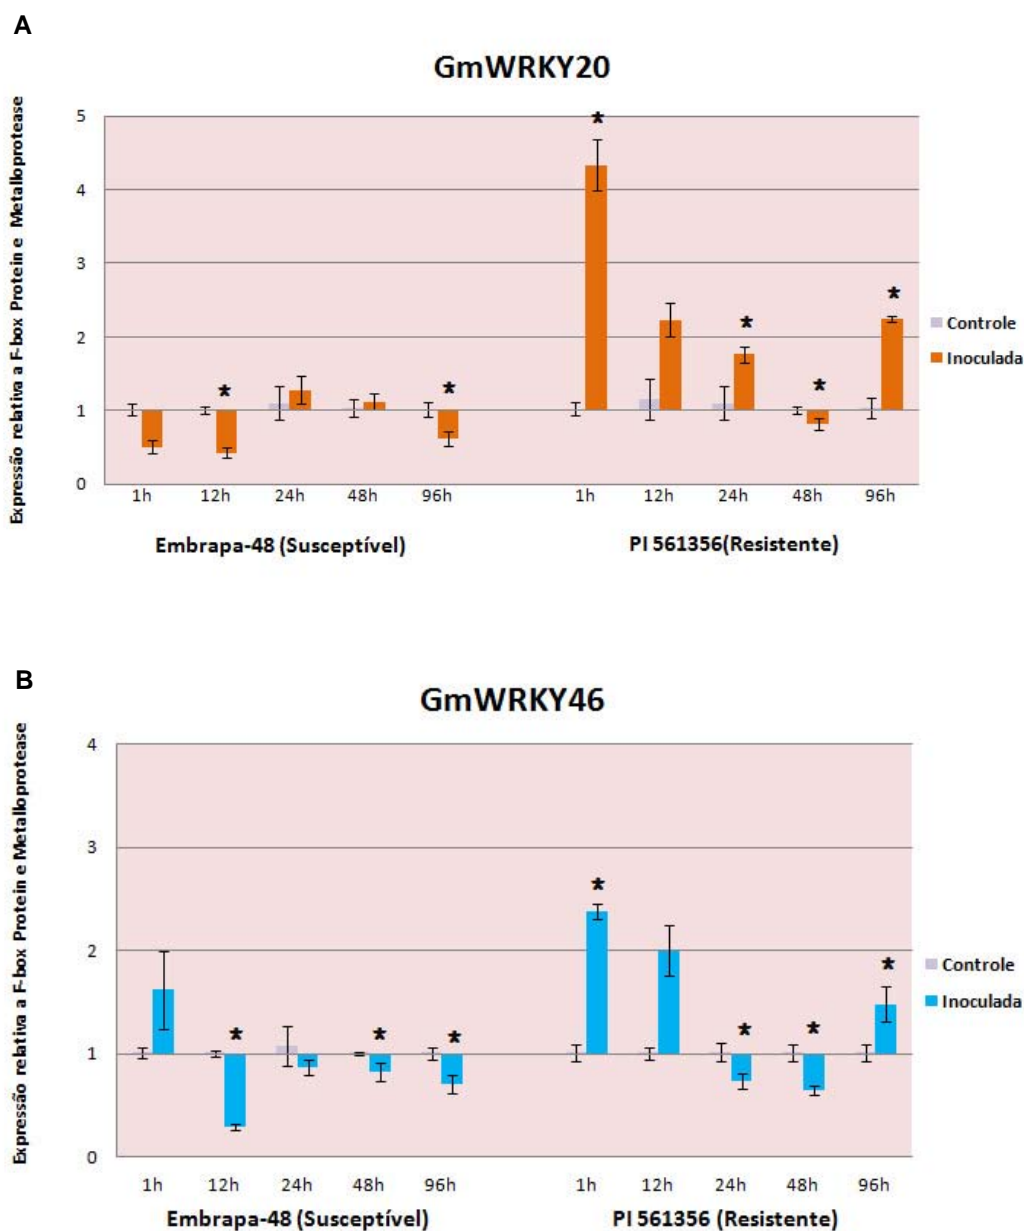 A
GmWRKY20
Expressão relativa a F-box Protein e Metalloprotease
5
4
3
2
1
0
* * * * * *
Controle
Inoculada
1h 12h 24h 48h 96h 1h 12h 24h 48h 96h
Embrapa-48 (Susceptível) PI 561356(Resistente)
B
GmWRKY46
Expressão relativa a F-box Protein e Metalloprotease
4
3
2
1
0
* * * * * * *
Controle
Inoculada
1h 12h 24h 48h 96h 1h 12h 24h 48h 96h
Embrapa-48 (Susceptível) PI 561356 (Resistente)